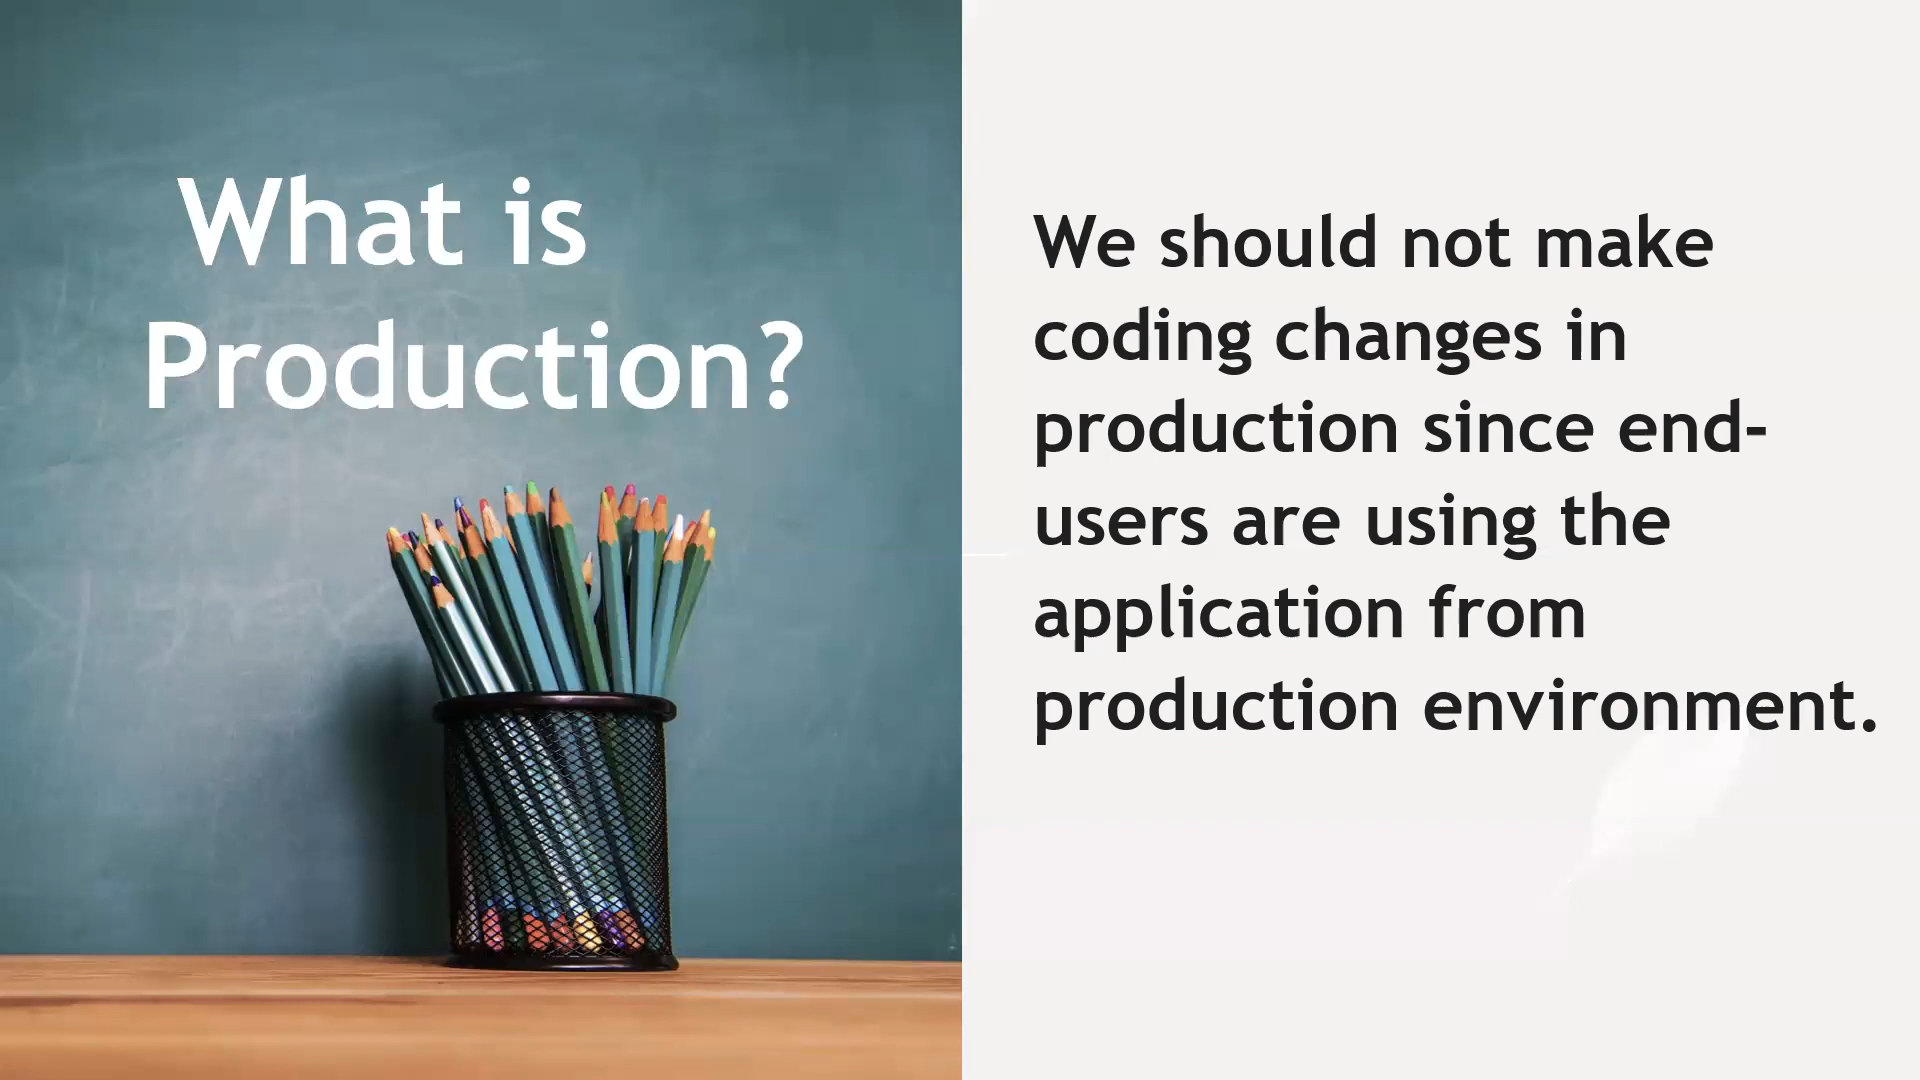 What is
Production?
We should not make
coding changes in
production since end-
users are using the
application from
production environment.